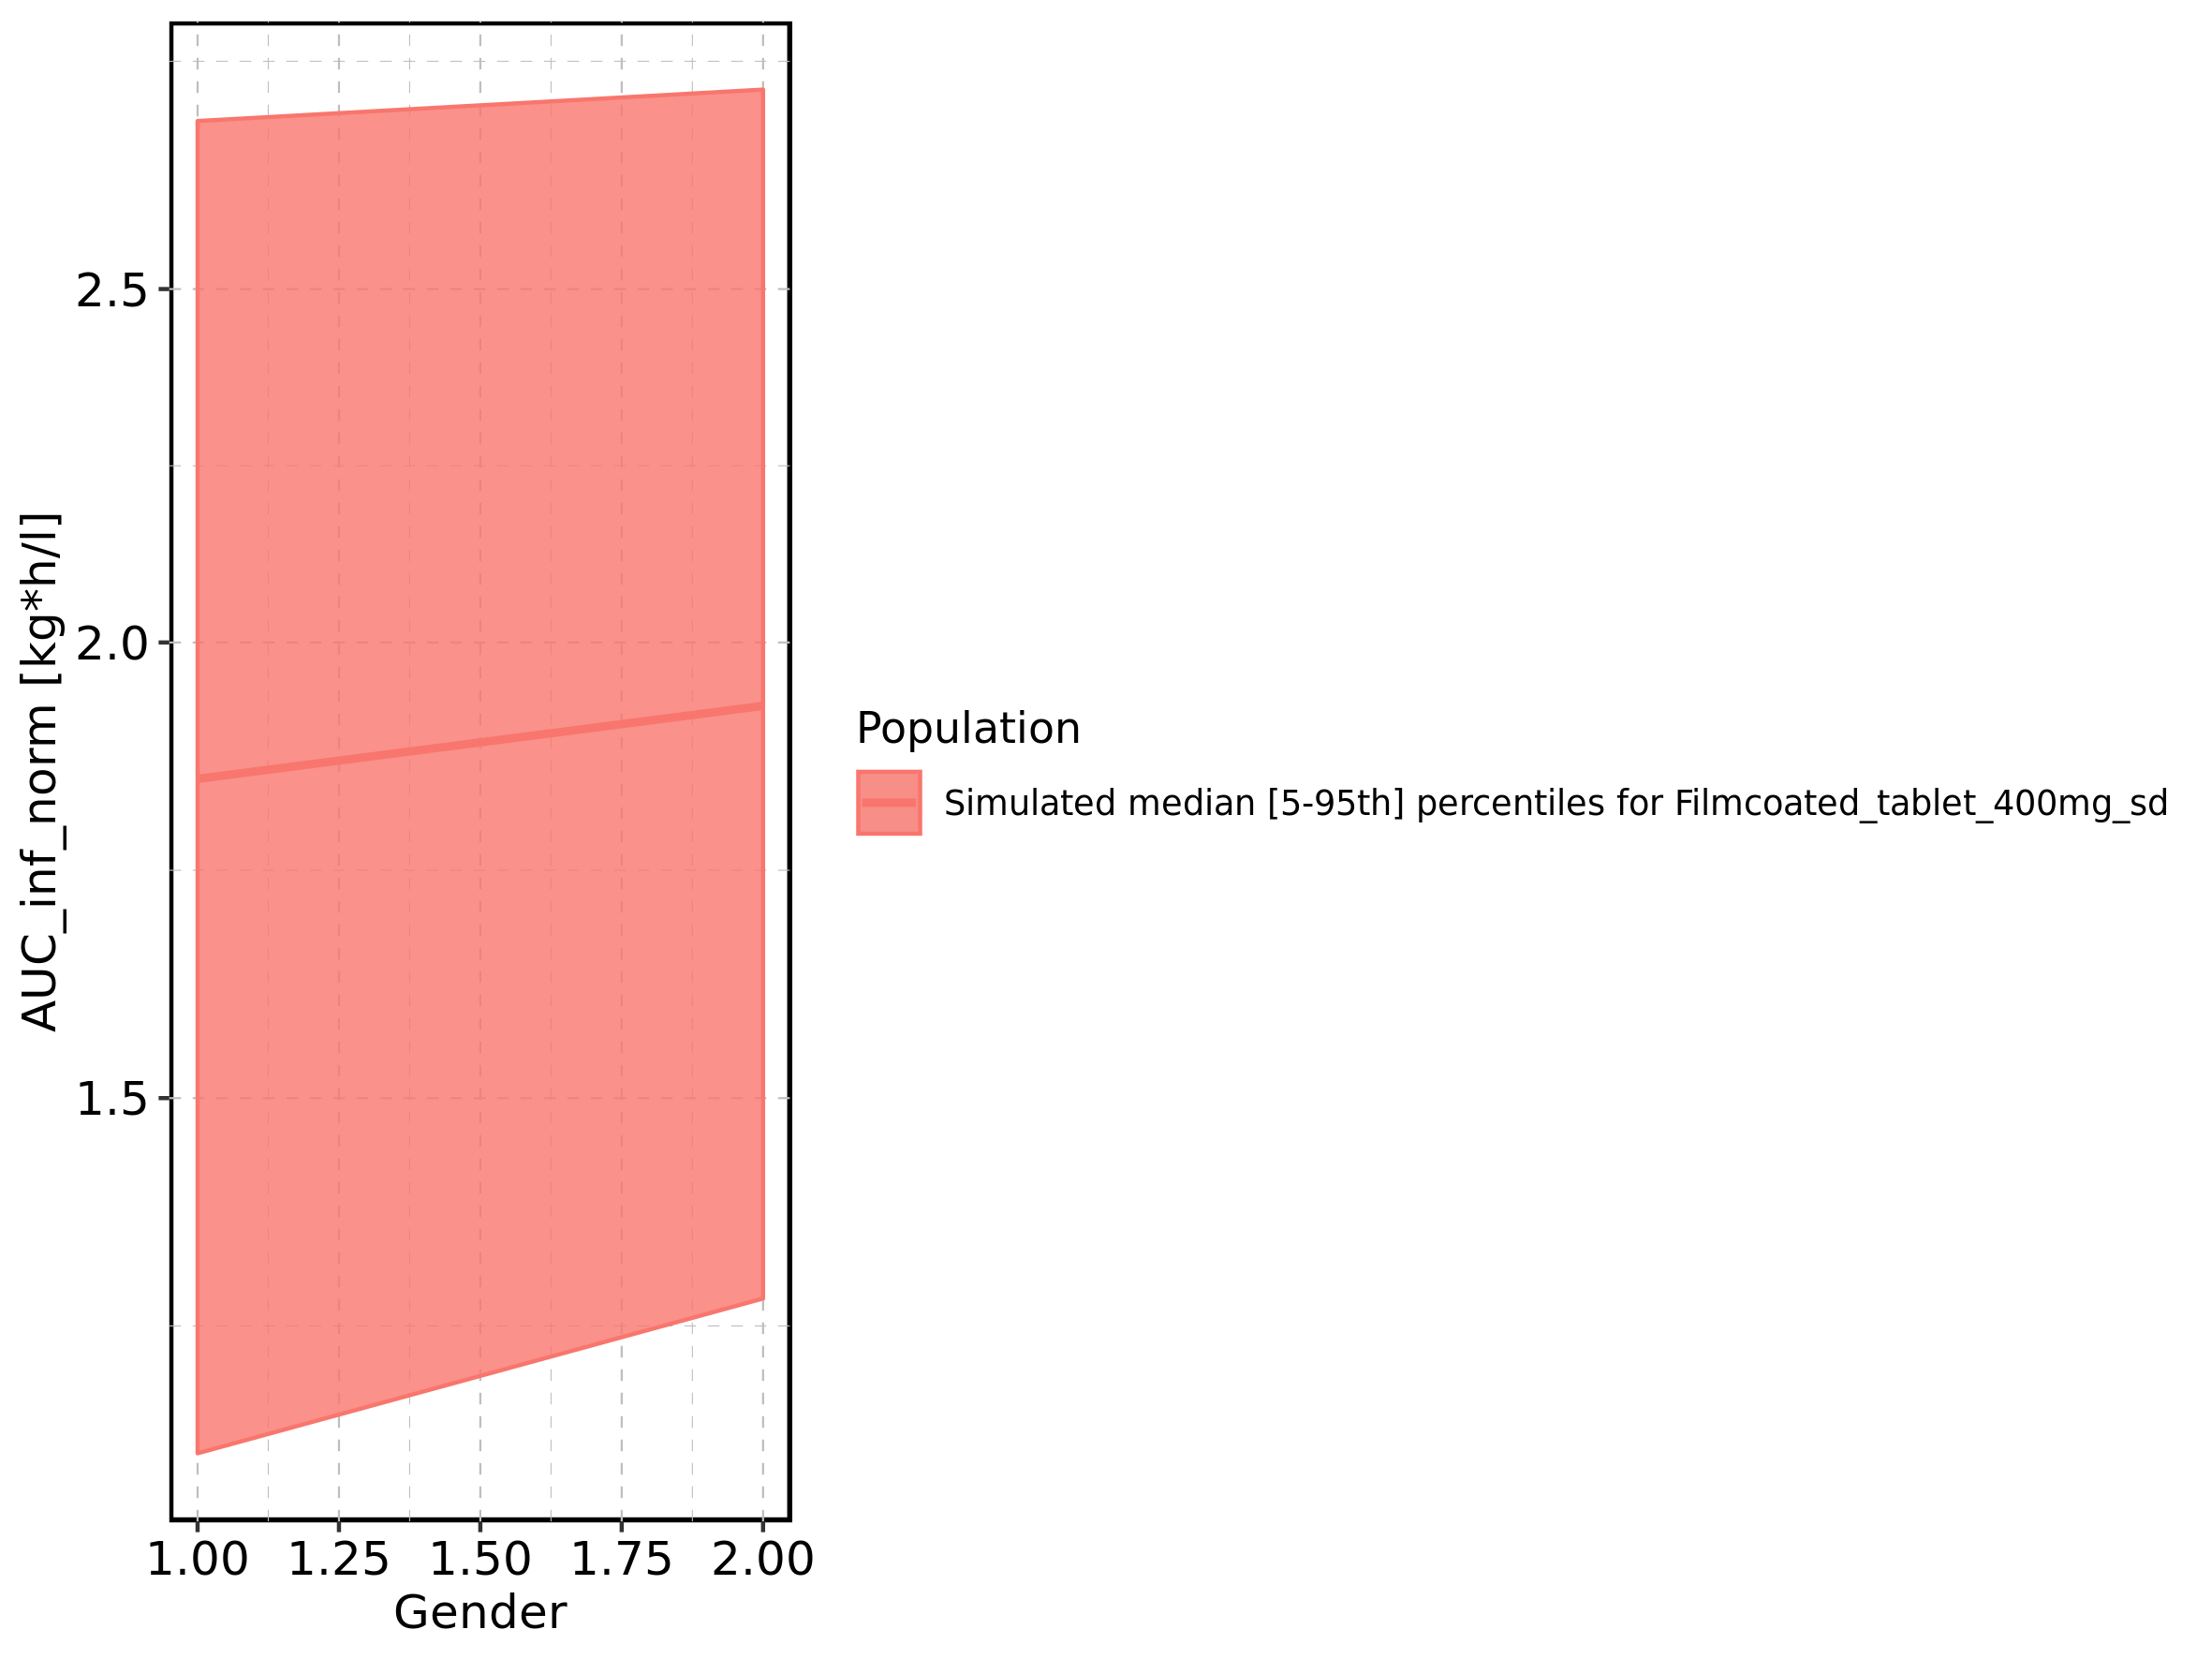 AUC_inf_norm [kg*h/l]
2.5
2.0
1.5
1.00 1.25 1.50 1.75 2.00
Gender
Population
Simulated median [5-95th] percentiles for Filmcoated_tablet_400mg_sd